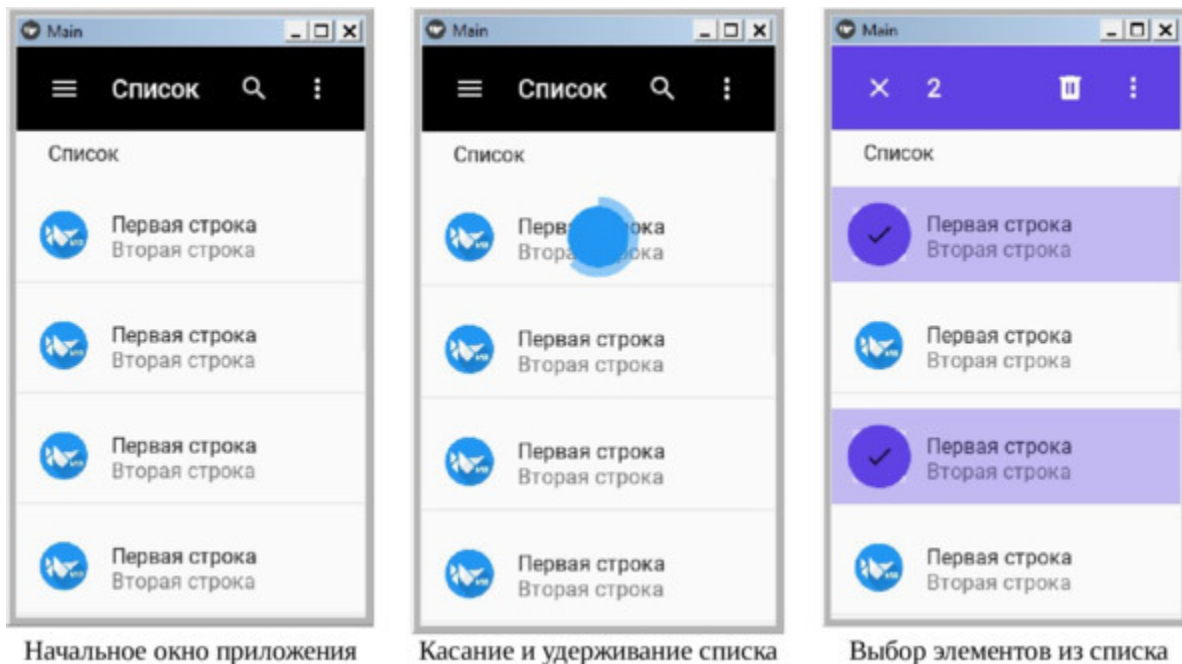 Main
Список
Список
Первая строка
Вторая строка
Первая строка
Вторая строка
Первая строка
Вторая строка
Первая строка
Вторая строка
Начальное окно приложения
Main
Список
Список
Перв ока
Втора ока
Первая строка
Вторая строка
Первая строка
Вторая строка
Первая строка
Вторая строка
Касание и удерживание списка
Main
2
Список
Первая строка
Вторая строка
Первая строка
Вторая строка
Первая строка
Вторая строка
Первая строка
Вторая строка
Выбор элементов из списка